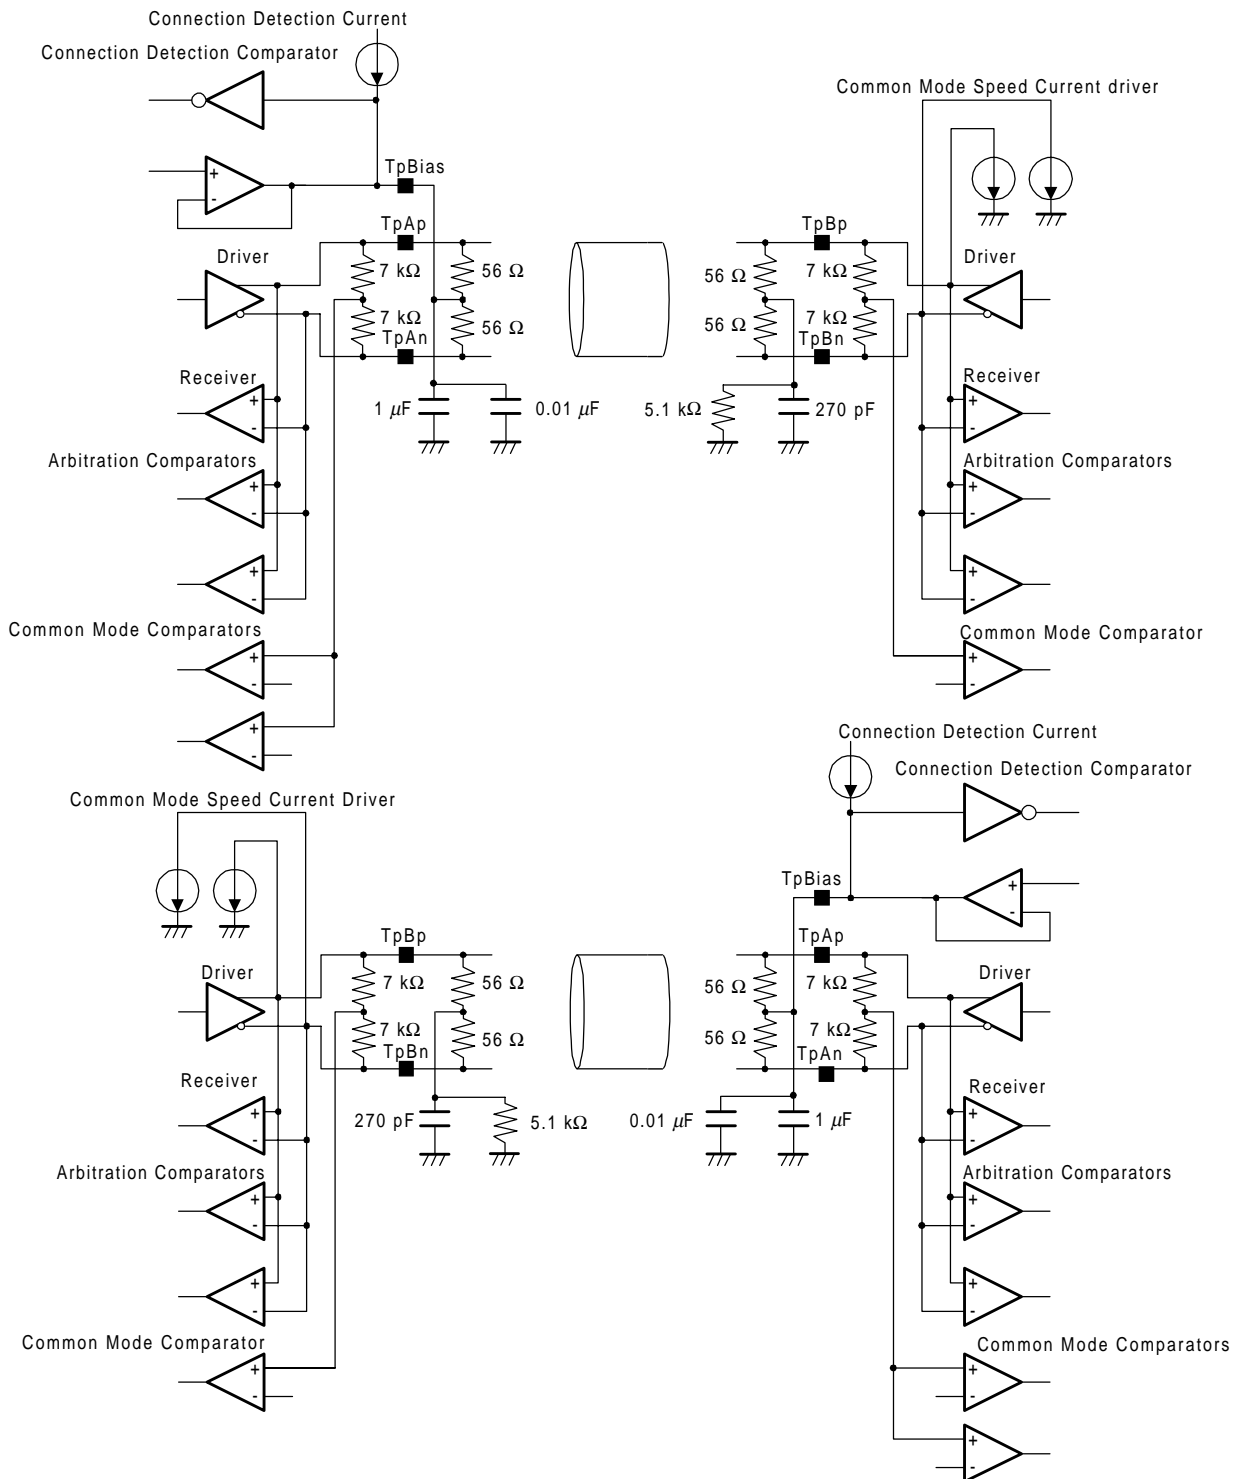 Connection Detection Current
Connection Detection Comparator
Common Mode Speed Current driver
+
-
TpBias
TpAp
TpBp
Driver
7 kΩ
56 Ω
56 Ω
7 kΩ
Driver
7 kΩ
56 Ω
56 Ω
7 kΩ
TpAn
TpBn
Receiver
+
-
1 µF
0.01 µF
5.1 kΩ
270 pF
Receiver
+
-
Arbitration Comparators
+
-
Arbitration Comparators
+
-
+
-
+
-
Common Mode Comparators
+
-
Common Mode Comparator
+
-
+
-
Connection Detection Current
Connection Detection Comparator
Common Mode Speed Current Driver
TpBias
+
-
TpBp
TpAp
Driver
7 kΩ
56 Ω
56 Ω
7 kΩ
Driver
7 kΩ
56 Ω
56 Ω
7 kΩ
TpBn
TpAn
Receiver
+
-
270 pF
5.1 kΩ
0.01 µF
1 µF
Receiver
+
-
Arbitration Comparators
+
-
Arbitration Comparators
+
-
+
-
+
-
Common Mode Comparator
+
-
Common Mode Comparators
+
-
+
-